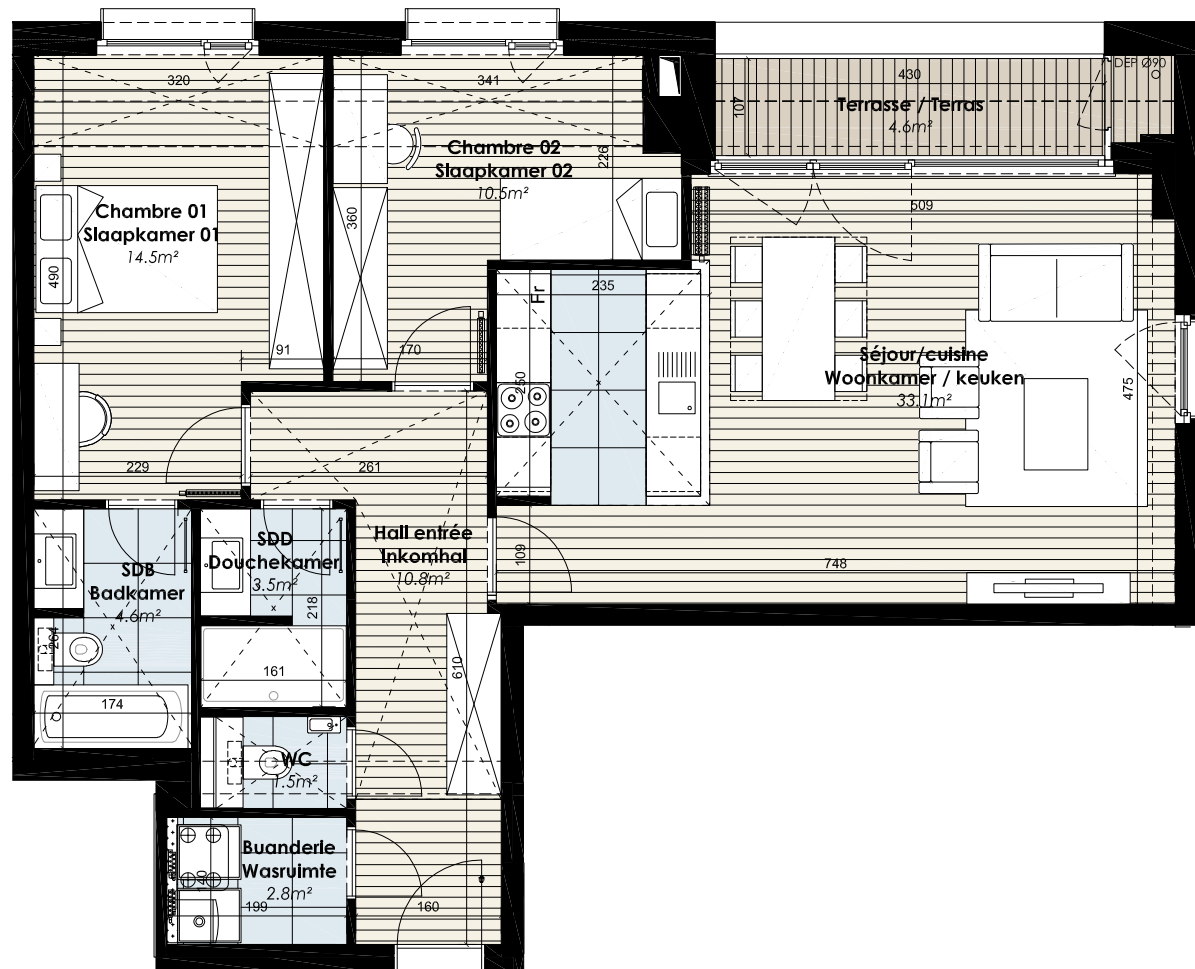 320
341
430
DEP Ø90
107
Terrasse / Terras
4.6m²
Chambre 02
Slaapkamer 02
10.5m²
226
Chambre 01
Slaapkamer 01
14.5m²
360
509
490
235
Fr
91
170
250
Séjour/cuisine
Woonkamer / keuken
33.1m²
475
229
261
Hall entrée
Inkomhal
10.8m²
109
748
SDD
Douchekamer
3.5m²
SDB
Badkamer
4.6m²
218
264
161
610
174
WC
1.5m²
Buanderie
Wasruimte
2.8m²
140
199
160